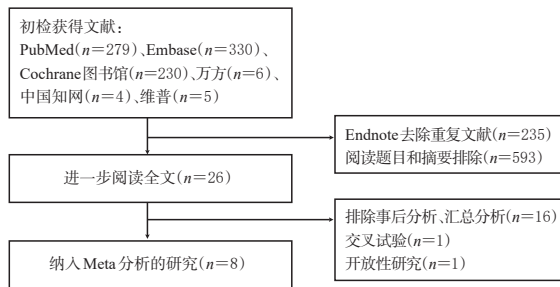 初检获得文献：
PubMed(n=279)、Embase(n=330)、
Cochrane图书馆(n=230)、万方(n=6)、
中国知网(n=4)、维普(n=5)
Endnote去除重复文献(n=235)
阅读题目和摘要排除(n=593)
进一步阅读全文(n=26)
排除事后分析、汇总分析(n=16)
交叉试验(n=1)
开放性研究(n=1)
纳入Meta分析的研究(n=8)